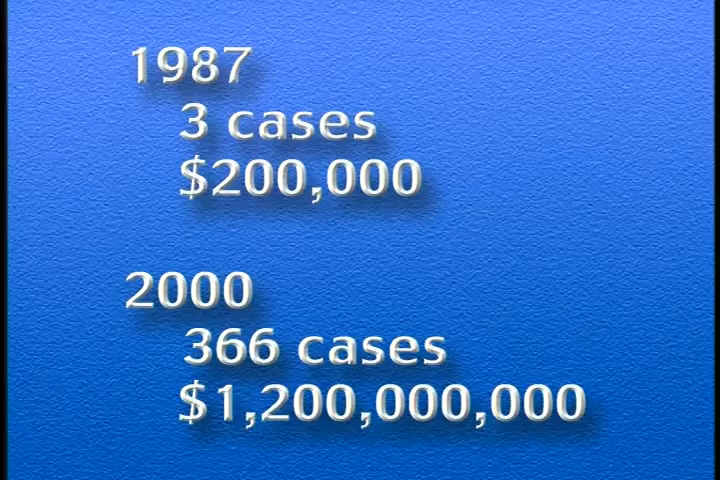 1987
3 cases
$200,000
2000
366 cases
$1,200,000,000